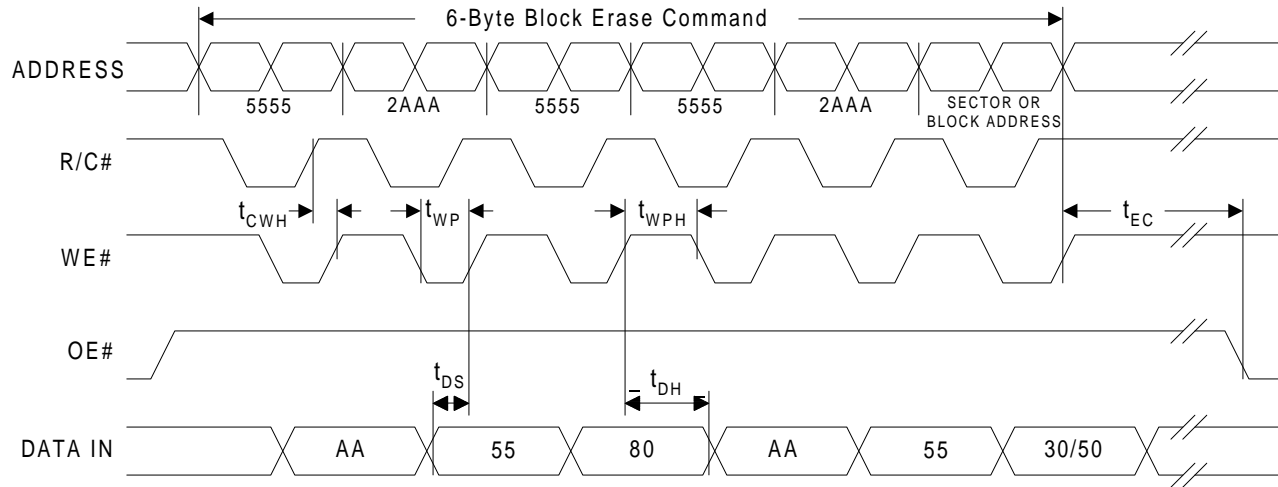 6-Byte Block Erase Command
ADDRESS
5555 2AAA 5555 5555 2AAA SECTOR OR
BLOCK ADDRESS
R/C#
tCWH tWP tWPH tEC
WE#
OE#
tDS tDH
DATA IN AA 55 80 AA 55 30/50